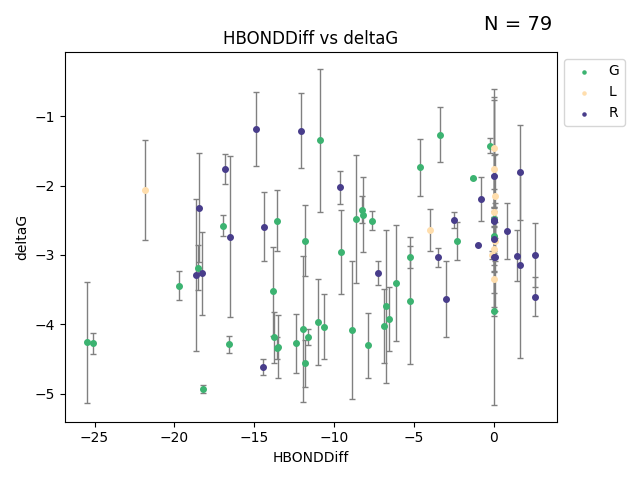 N = 79
HBONDDiff vs deltaG
G
L
R
−1
−2
−3
−4
−5
deltaG
−25
−20
−15
−10
−5
0
HBONDDiff